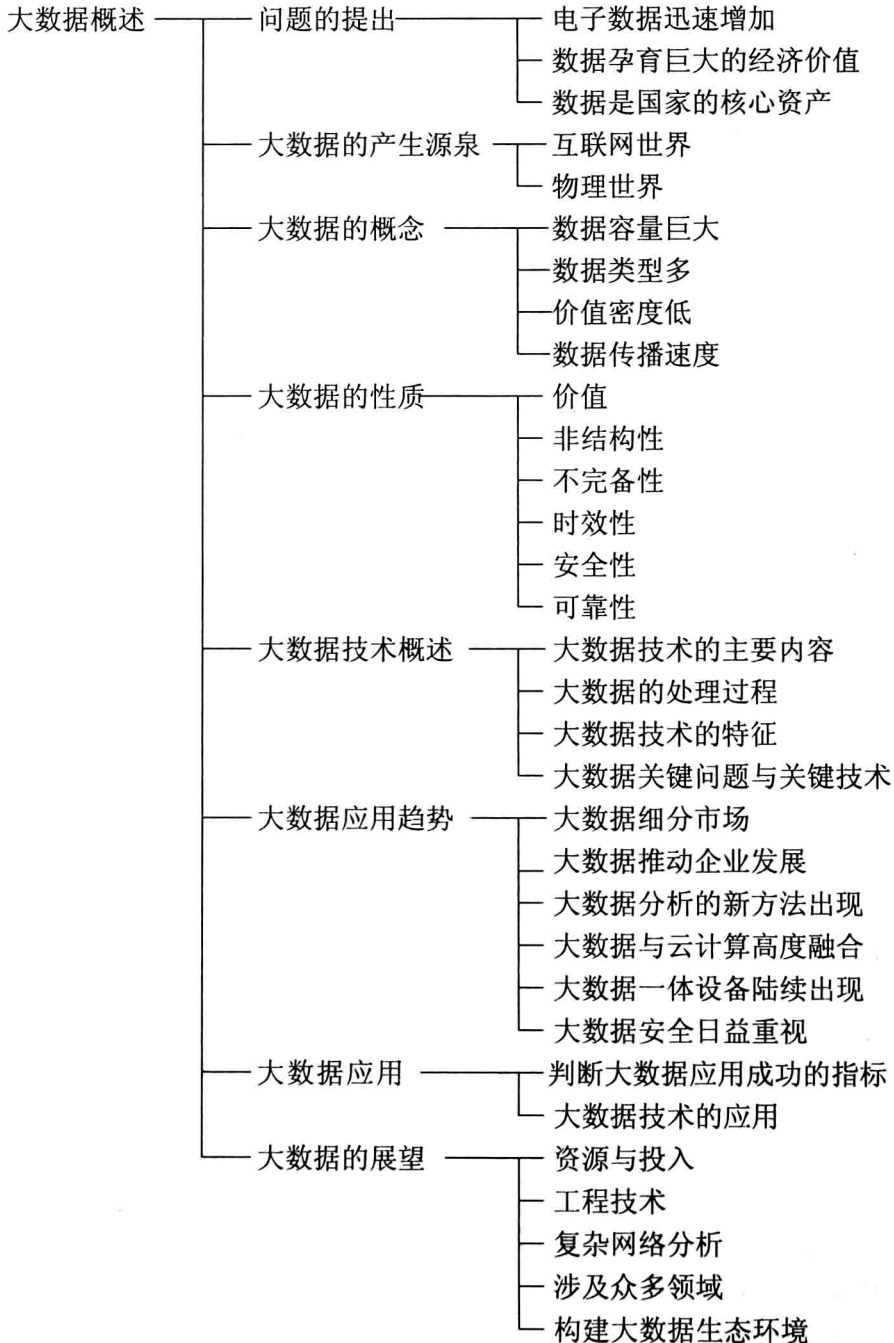 大数据概述 问题的提出 电子数据迅速增加
数据孕育巨大的经济价值
数据是国家的核心资产
大数据的产生源泉 互联网世界
物理世界
大数据的概念 数据容量巨大
数据类型多
价值密度低
数据传播速度
大数据的性质 价值
非结构性
不完备性
时效性
安全性
可靠性
大数据技术概述 大数据技术的主要内容
大数据的处理过程
大数据技术的特征
大数据关键问题与关键技术
大数据应用趋势 大数据细分市场
大数据推动企业发展
大数据分析的新方法出现
大数据与云计算高度融合
大数据一体设备陆续出现
大数据安全日益重视
大数据应用 判断大数据应用成功的指标
大数据技术的应用
大数据的展望 资源与投入
工程技术
复杂网络分析
涉及众多领域
构建大数据生态环境